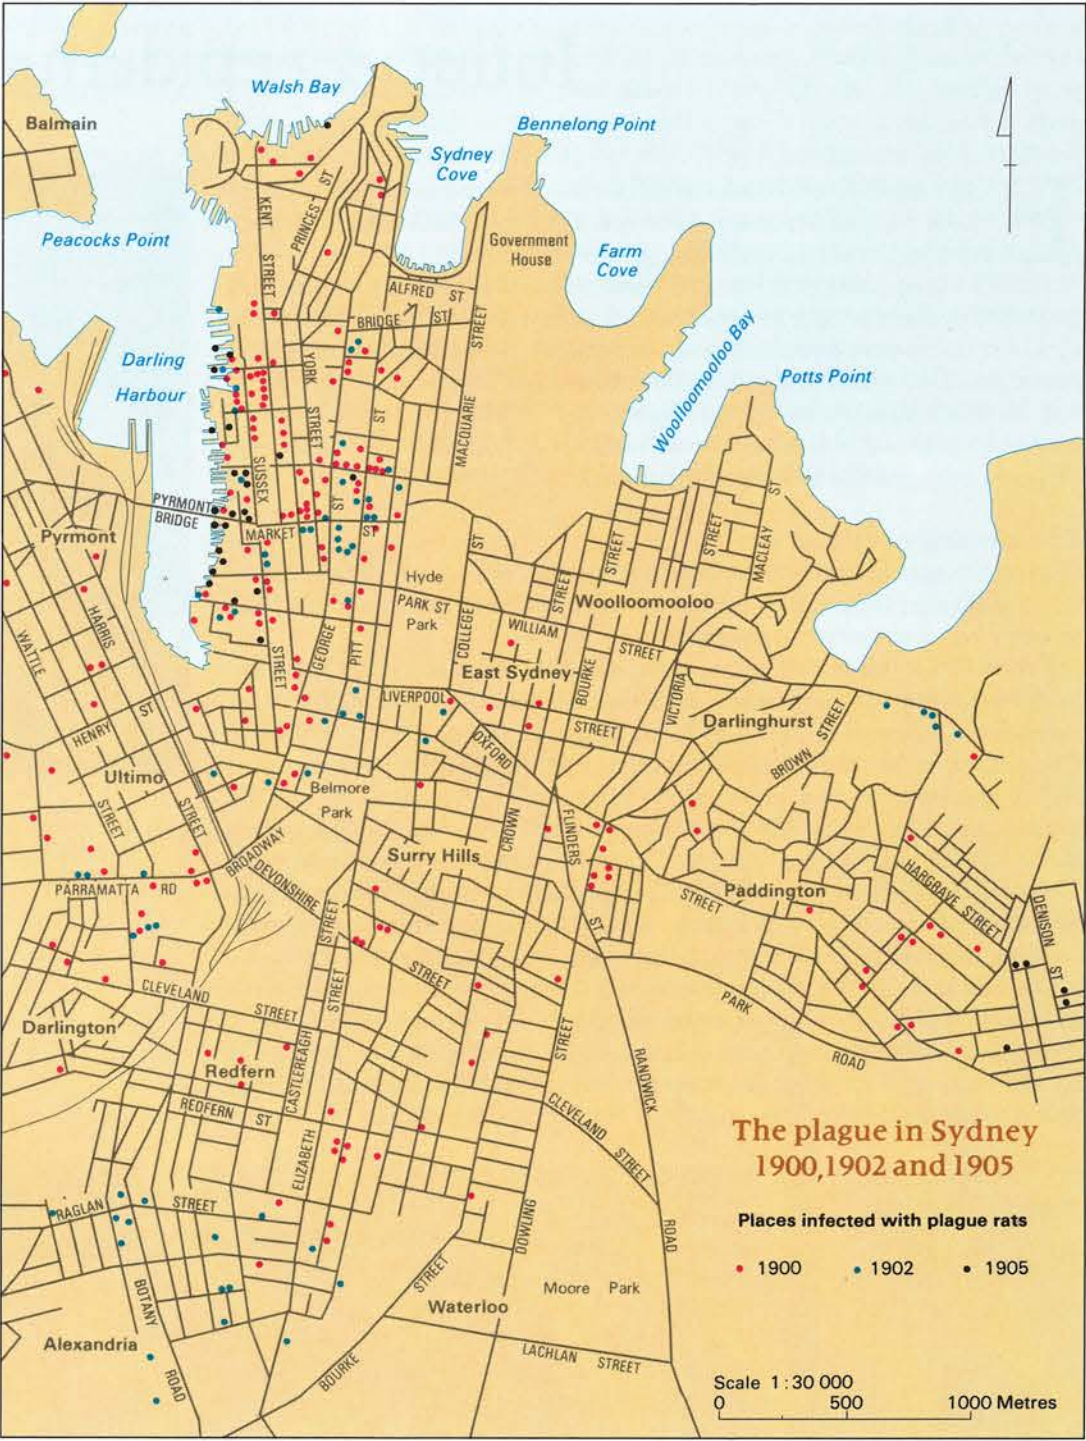 Walsh Bay
Balmain
Bennelong Point
Sydney
Cove
ST
KENT
PRINCES
Peacocks Point
Government
House
Farm
Cove
STREET
ALFRED ST
BRIDGE ST
STREET
Darling
Harbour
YORK
Woolloomooloo Bay
Potts Point
STREET
ST
MACQUARIE
SUSSEX
PYRMONT
BRIDGE
ST
MARKET ST
Pyrmont
ST
STREET
STREET
MACLEAY
ST
Hyde
PARK ST
Park
STREET
Woolloomooloo
HARRIS
WATTLE
COLLEGE
WILLIAM
STREET
GEORGE
PITT
STREET
East Sydney
BOURKE
VICTORIA
LIVERPOOL
STREET
Darlinghurst
STREET
BROWN
HENRY ST
OXFORD
Ultimo
STREET
STREET
Belmore
Park
CROWN
FLINDERS
ST
BROADWAY
Surry Hills
DEVONSHIRE
STREET
PARRAMATTA RD
STREET
Paddington
HARGRAVE STREET
DENISON
ST
STREET
STREET
CLEVELAND
STREET
PARK
ROAD
Darlington
STREET
RANDWICK
Redfern
CASTLEREAGH
REDFERN ST
CLEVELAND
STREET
ELIZABETH
The plague in Sydney
1900,1902 and 1905
Places infected with plague rats
1900
1902
1905
RAGLAN
STREET
DOWLING
ROAD
STREET
Moore Park
BOTANY
Waterloo
Alexandria
ROAD
BOURKE
LACHLAN STREET
Scale 1:30 000
0 500 1000 Metres